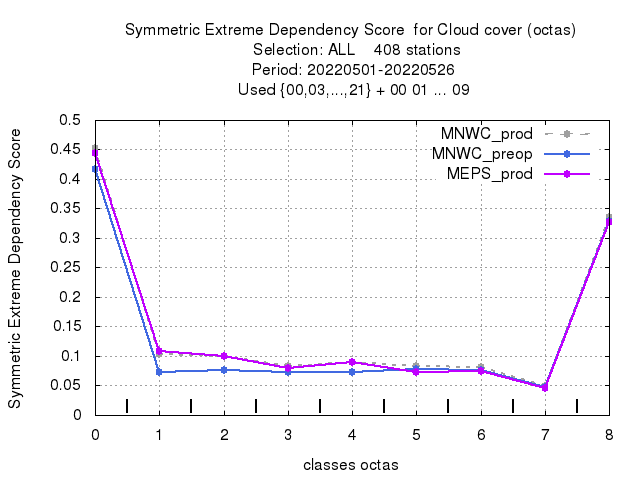 Symmetric Extreme Dependency Score  for Cloud cover (octas)
Selection: ALL    408 stations
Period: 20220501-20220526
Used {00,03,...,21} + 00 01 ... 09
Symmetric Extreme Dependency Score
0.5
0.45
0.4
0.35
0.3
0.25
0.2
0.15
0.1
0.05
0
MNWC_prod
MNWC_preop
MEPS_prod
0 1 2 3 4 5 6 7 8
classes octas